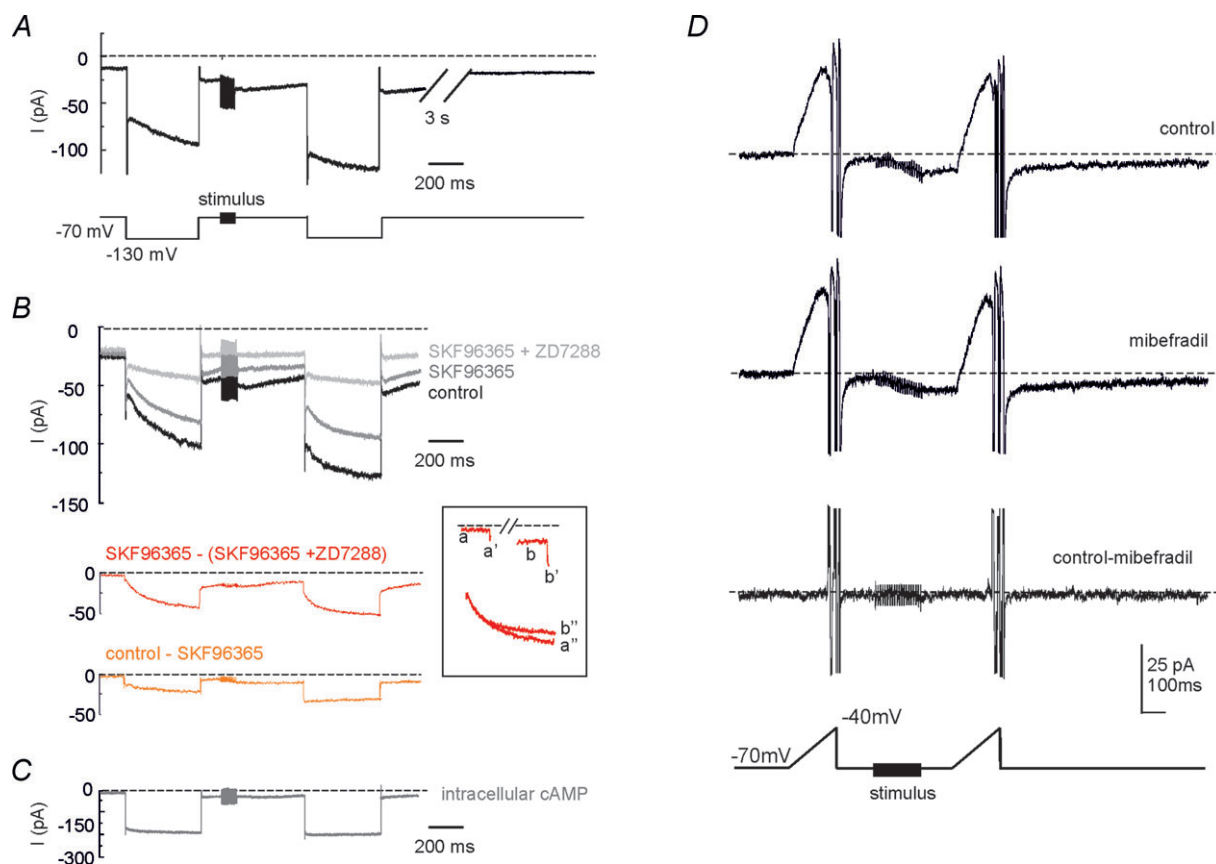 A
0
-50
-100
I (pA)
3 s
200 ms
stimulus
-70 mV
-130 mV
B
0
-50
-100
-150
I (pA)
SKF96365 + ZD7288
SKF96365
control
200 ms
SKF96365 - (SKF96365 +ZD7288)
0
-50
control - SKF96365
0
-50
a
a'
b
b'
b''
a''
C
0
-150
-300
I (pA)
intracellular cAMP
200 ms
D
control
mibefradil
control-mibefradil
25 pA
100ms
-40mV
-70mV
stimulus